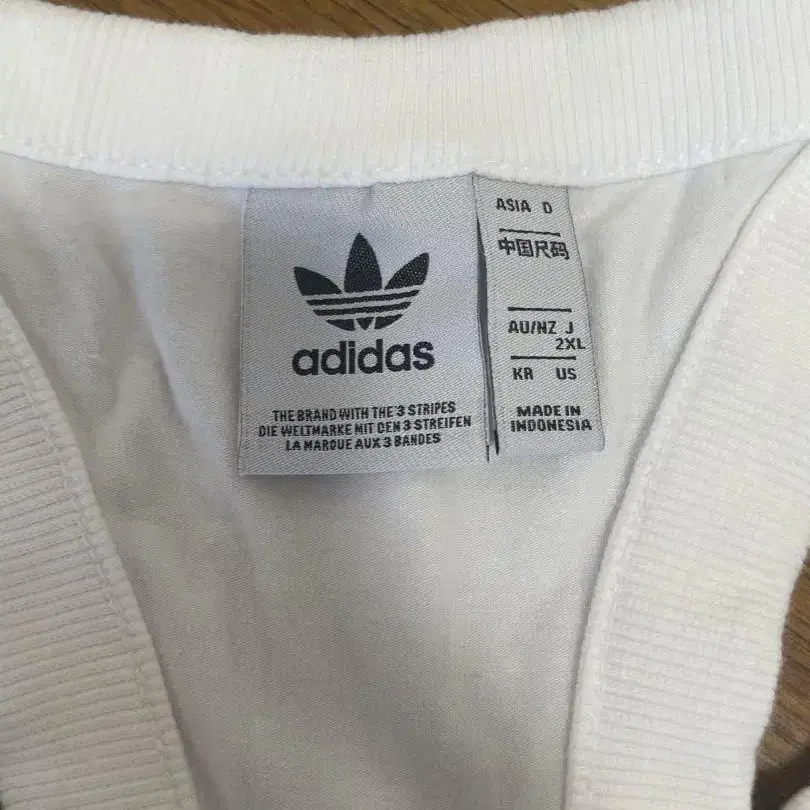 adidas
THE BRAND WITH THE 3 STRIPES
DIE WELTMARKE MIT DEN 3 STREIFEN
LA MARQUE AUX 3 BANDES
ASIA D
中国尺码
AU/NZ J
2XL
KR US
MADE IN
INDONESIA